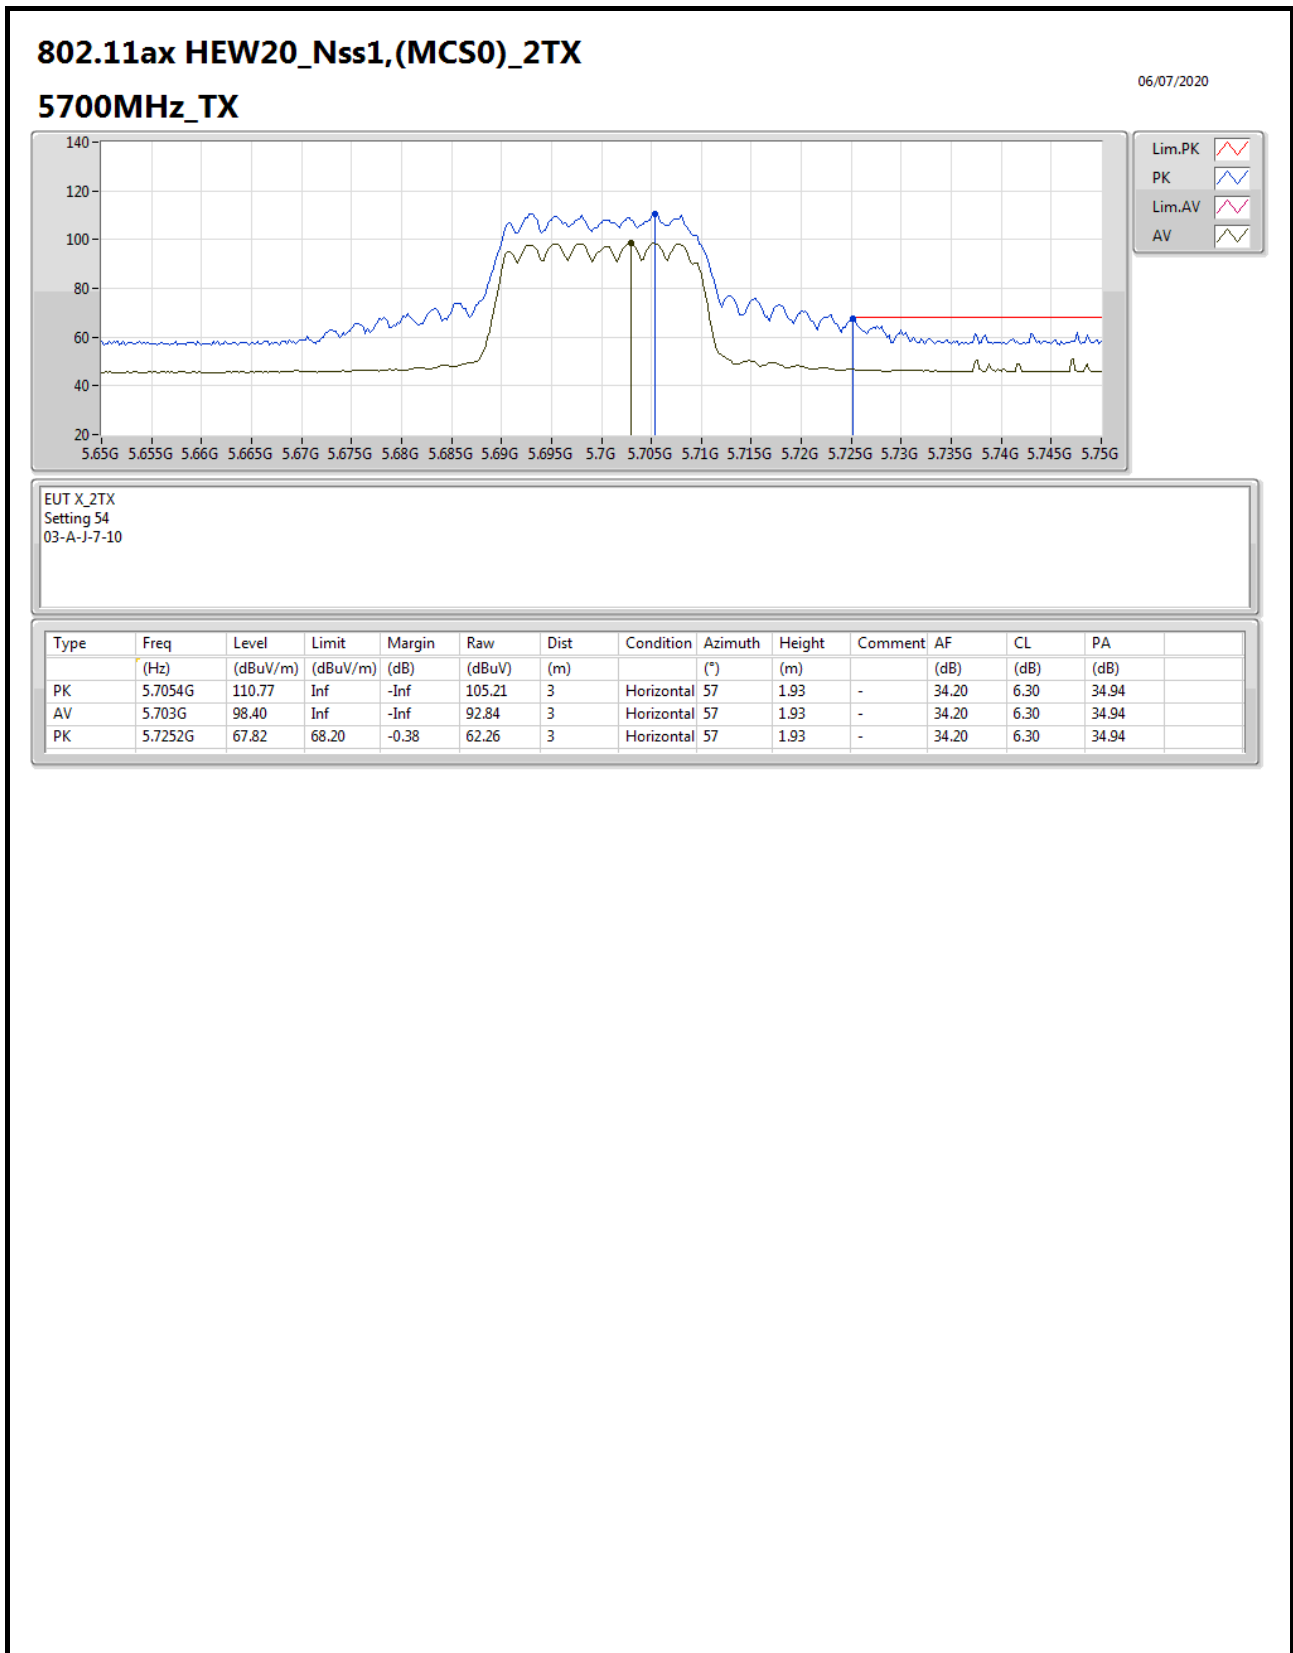 802.11ax HEW20_Nss1,(MCS0)_2TX
06/07/2020
5700MHz_TX
140
120
100
80
60
40
20
5.65G 5.655G 5.66G 5.665G 5.67G 5.675G 5.68G 5.685G 5.69G 5.695G 5.7G 5.705G 5.71G 5.715G 5.72G 5.725G 5.73G 5.735G 5.74G 5.745G 5.75G
Lim.PK
PK
Lim.AV
AV
EUT X_2TX
Setting 54
03-A-J-7-10
Type Freq Level Limit Margin Raw Dist Condition Azimuth Height Comment AF CL PA
(Hz) (dBuV/m) (dBuV/m) (dB) (dBuV) (m) (°) (m) (dB) (dB) (dB)
PK 5.7054G 110.77 Inf -Inf 105.21 3 Horizontal 57 1.93 - 34.20 6.30 34.94
AV 5.703G 98.40 Inf -Inf 92.84 3 Horizontal 57 1.93 - 34.20 6.30 34.94
PK 5.7252G 67.82 68.20 -0.38 62.26 3 Horizontal 57 1.93 - 34.20 6.30 34.94